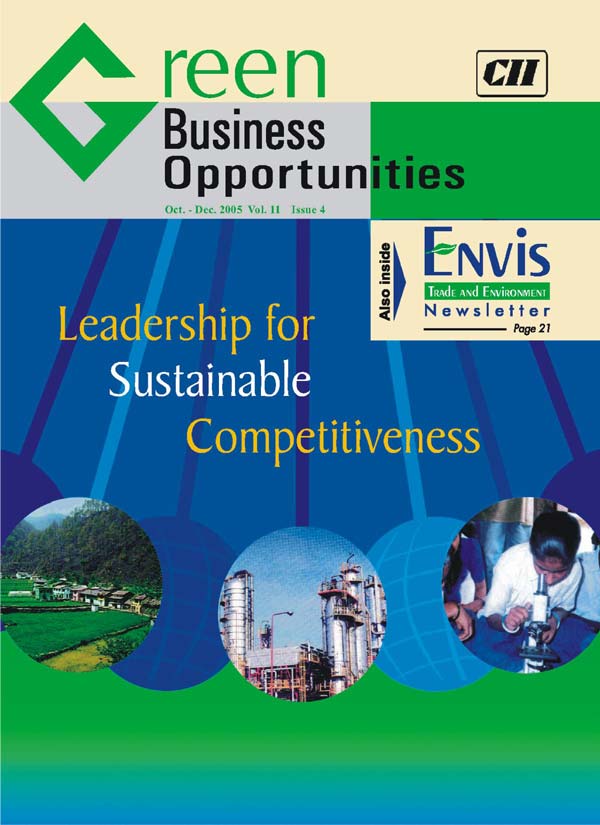 Green
CII
Business
Opportunities
Oct. - Dec. 2005 Vol. 11 Issue 4
Also inside
ENVIS
TRADE AND ENVIRONMENT
Newsletter
Page 21
Leadership for
Sustainable
Competitiveness